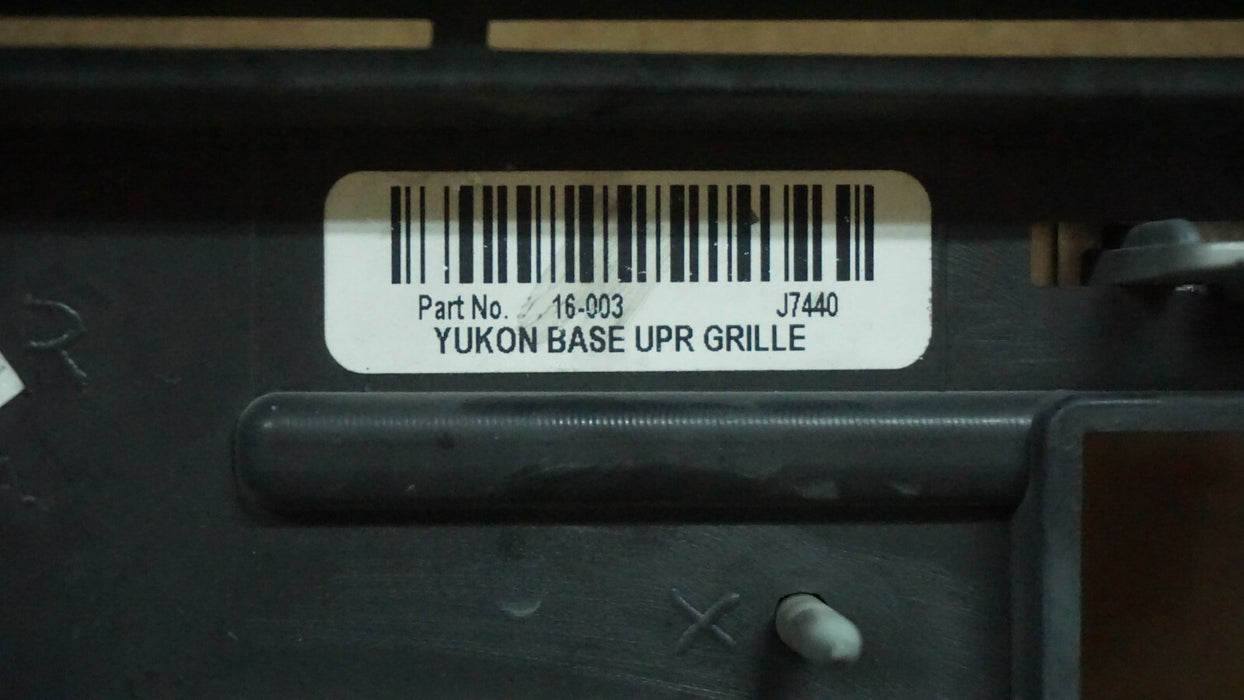 Part No. 16-003 J7440
YUKON BASE UPR GRILLE
R
X